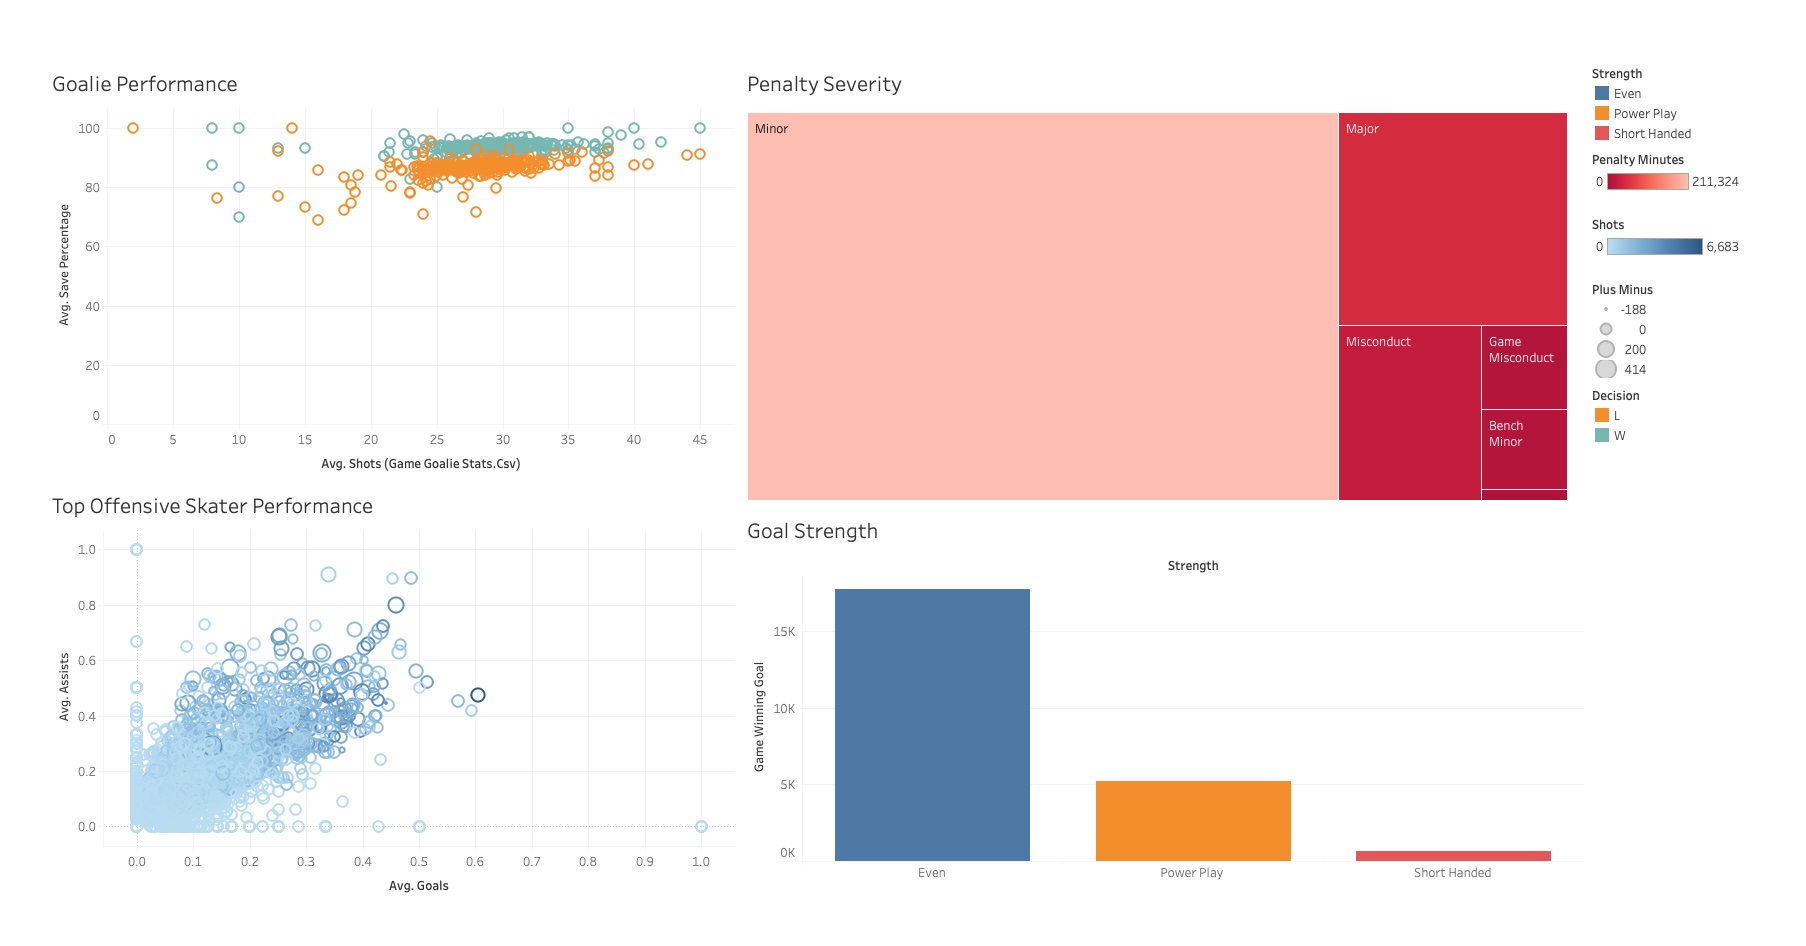 Goalie Performance
100
80
60
40
20
0
Avg. Save Percentage
0 5 10 15 20 25 30 35 40 45
Avg. Shots (Game Goalie Stats.Csv)
Top Offensive Skater Performance
1.0
0.8
0.6
0.4
0.2
0.0
Avg. Assists
0.0 0.1 0.2 0.3 0.4 0.5 0.6 0.7 0.8 0.9 1.0
Avg. Goals
Penalty Severity
Minor
Major
Misconduct
Game
Misconduct
Bench
Minor
Goal Strength
Strength
15K
10K
5K
0K
Game Winning Goal
Even Power Play Short Handed
Strength
Even
Power Play
Short Handed
Penalty Minutes
0 211,324
Shots
0 6,683
Plus Minus
-188
0
200
414
Decision
L
W